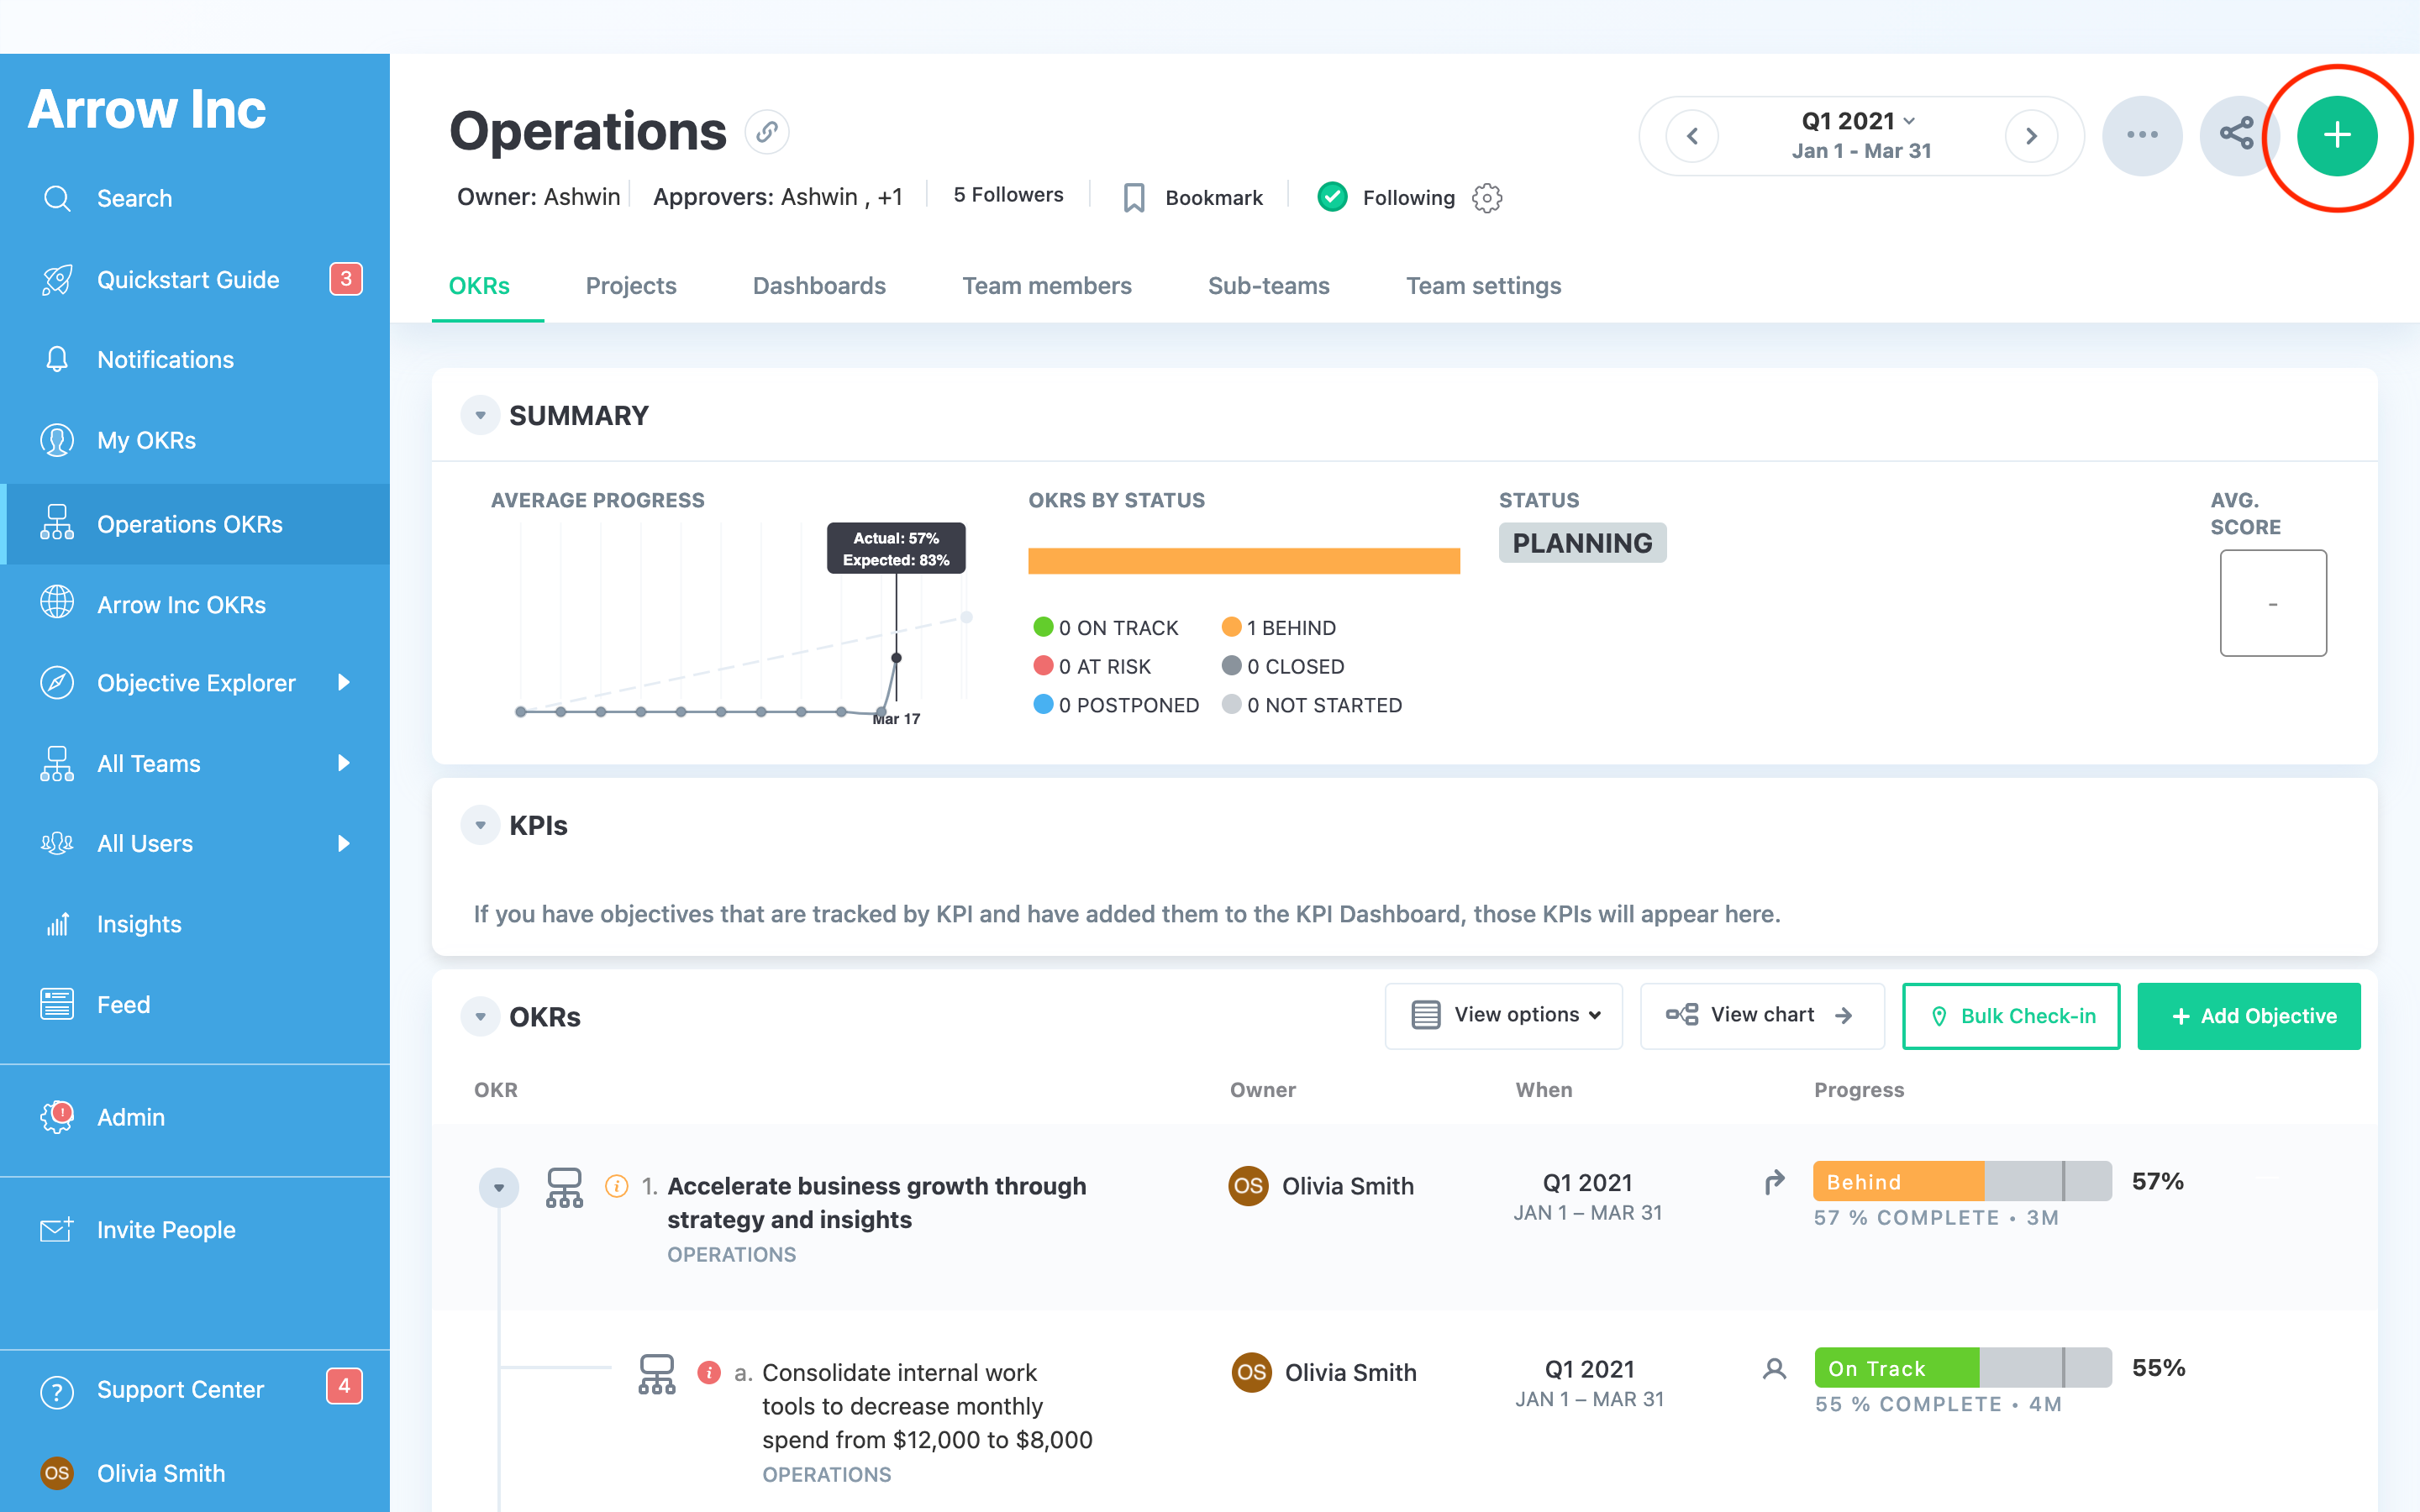 Arrow Inc
Search
Quickstart Guide 3
Notifications
My OKRs
Operations OKRs
Arrow Inc OKRs
Objective Explorer
All Teams
All Users
Insights
Feed
Admin
Invite People
Support Center 4
OS Olivia Smith
Operations
Q1 2021
Jan 1 - Mar 31
Owner: Ashwin Approvers: Ashwin , +1 5 Followers Bookmark Following
OKRs Projects Dashboards Team members Sub-teams Team settings
SUMMARY
AVERAGE PROGRESS
Actual: 57%
Expected: 83%
Mar 17
OKRS BY STATUS
0 ON TRACK 1 BEHIND
0 AT RISK 0 CLOSED
0 POSTPONED 0 NOT STARTED
STATUS
PLANNING
AVG.
SCORE
-
KPIs
If you have objectives that are tracked by KPI and have added them to the KPI Dashboard, those KPIs will appear here.
OKRs View options View chart Bulk Check-in + Add Objective
OKR Owner When Progress
1. Accelerate business growth through
strategy and insights
OPERATIONS
OS Olivia Smith
Q1 2021
JAN 1 – MAR 31
Behind 57%
57 % COMPLETE • 3M
a. Consolidate internal work
tools to decrease monthly
spend from $12,000 to $8,000
OPERATIONS
OS Olivia Smith
Q1 2021
JAN 1 – MAR 31
On Track 55%
55 % COMPLETE • 4M